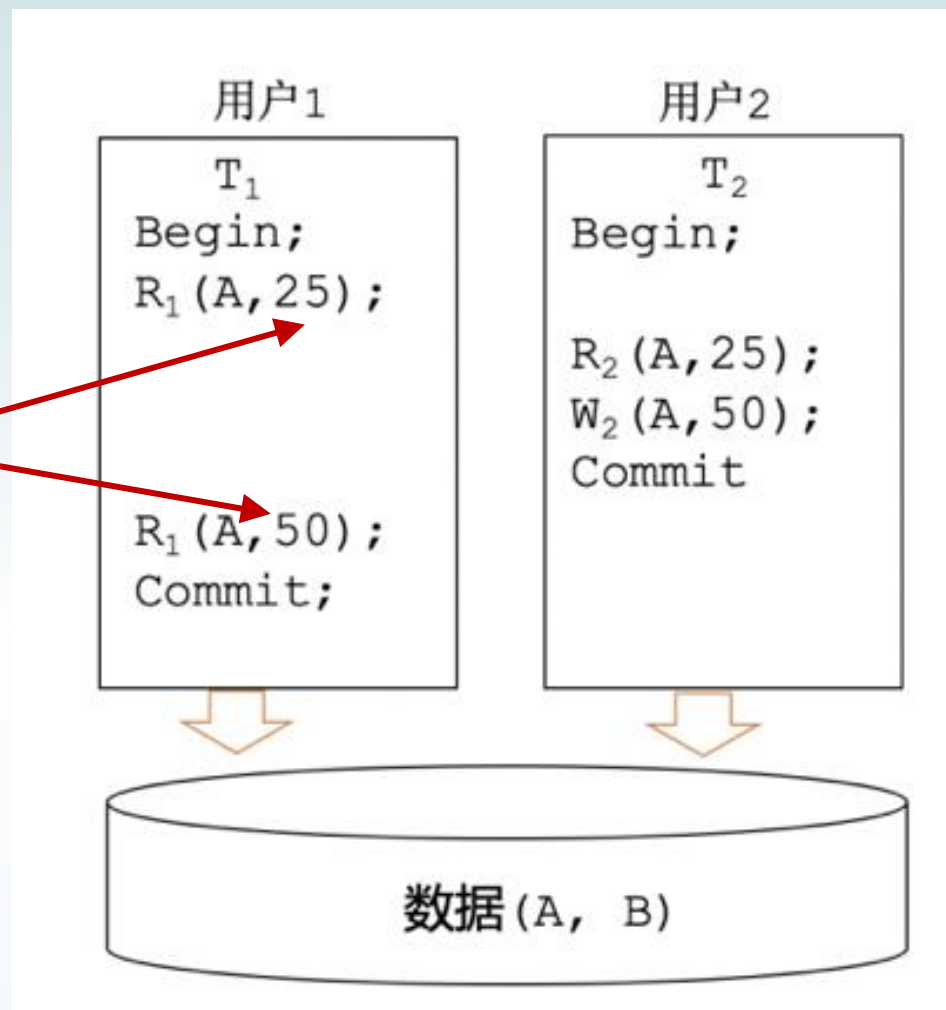 用户1
T₁
Begin;
R₁(A,25);
R₁(A,50);
Commit;
用户2
T₂
Begin;
R₂(A,25);
W₂(A,50);
Commit
数据(A, B)